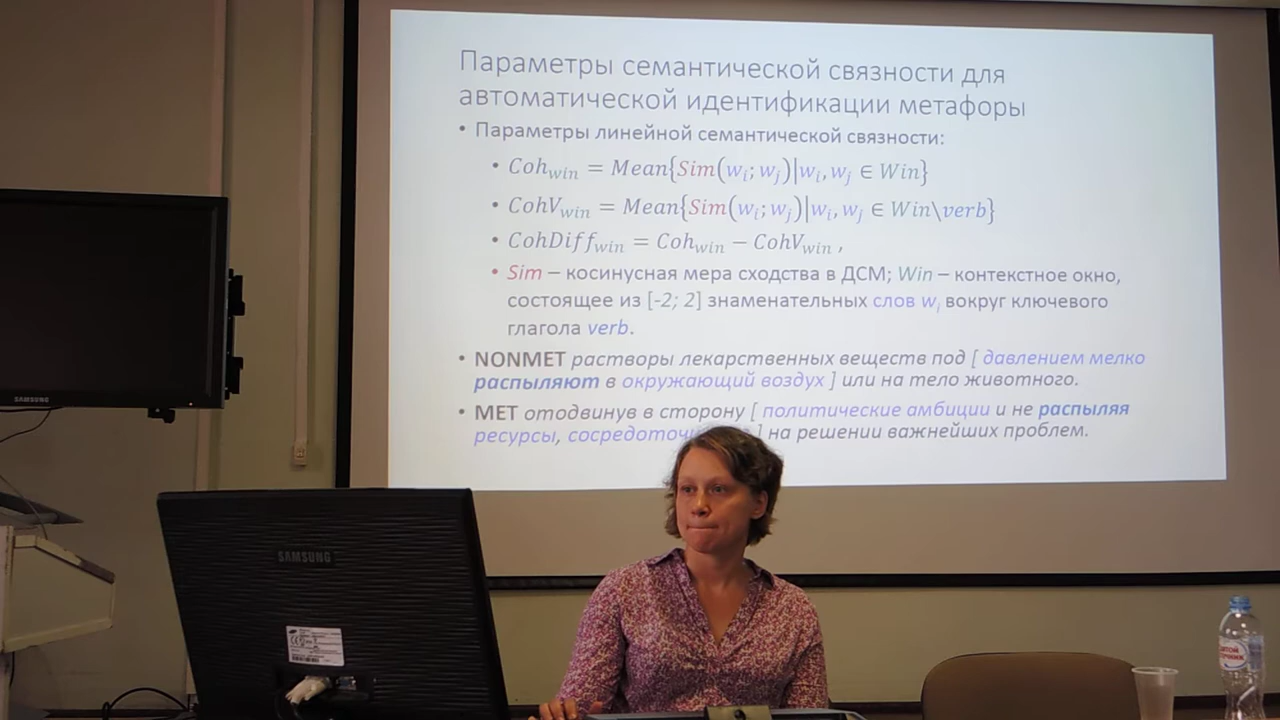 Параметры семантической связности для
автоматической идентификации метафоры
• Параметры линейной семантической связности:
• Coh_win = Mean{Sim(w_i; w_j)|w_i, w_j ∈ Win}
• CohV_win = Mean{Sim(w_i; w_j)|w_i, w_j ∈ Win\verb}
• CohDiff_win = Coh_win − CohV_win ,
• Sim – косинусная мера сходства в ДСМ; Win – контекстное окно,
состоящее из [-2; 2] знаменательных слов w_i вокруг ключевого
глагола verb.
• NONMET растворы лекарственных веществ под [ давлением мелко
распыляют в окружающий воздух ] или на тело животного.
• MET отодвинув в сторону [ политические амбиции и не распыляя
ресурсы, ] на решении важнейших проблем.
SAMSUNG
SAMSUNG